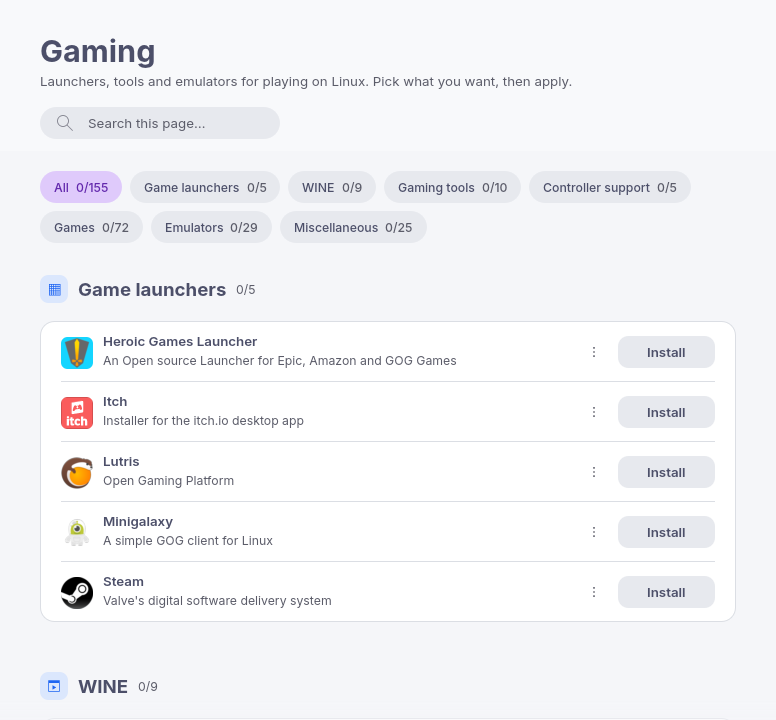 Gaming
Launchers, tools and emulators for playing on Linux. Pick what you want, then apply.
Search this page...
All 0/155
Game launchers 0/5
WINE 0/9
Gaming tools 0/10
Controller support 0/5
Games 0/72
Emulators 0/29
Miscellaneous 0/25
Game launchers 0/5
Heroic Games Launcher
An Open source Launcher for Epic, Amazon and GOG Games
Install
itch
Itch
Installer for the itch.io desktop app
Install
Lutris
Open Gaming Platform
Install
Minigalaxy
A simple GOG client for Linux
Install
Steam
Valve's digital software delivery system
Install
WINE 0/9